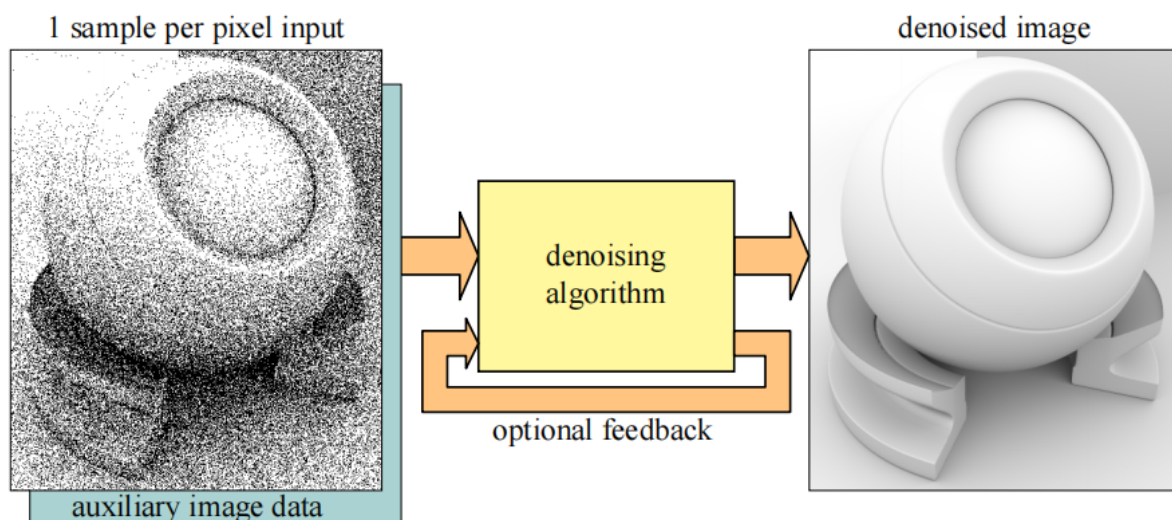 1 sample per pixel input
denoised image
denoising
algorithm
optional feedback
auxiliary image data